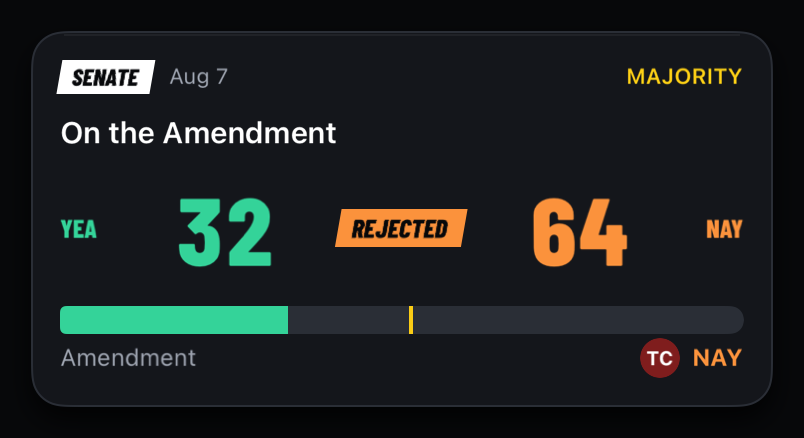 SENATE Aug 7 MAJORITY
On the Amendment
YEA 32 REJECTED 64 NAY
Amendment TC NAY